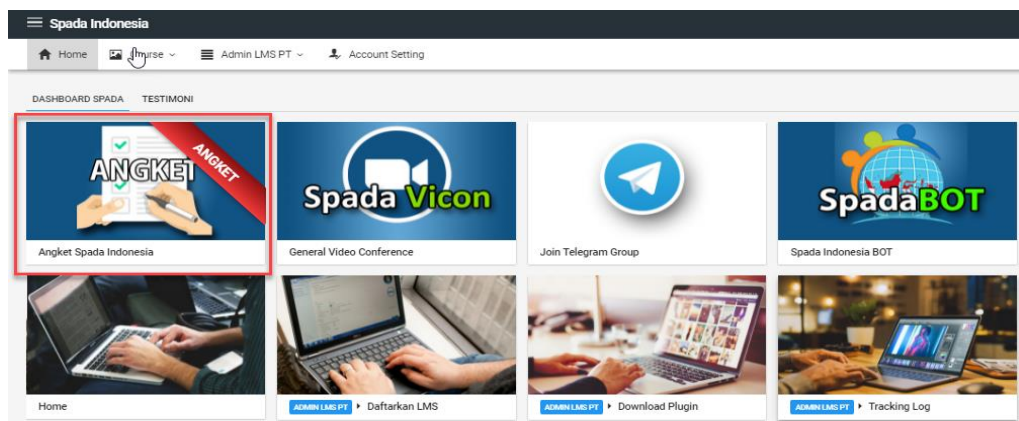 Spada Indonesia
Home
Admin LMS PT
Account Setting
DASHBOARD SPADA TESTIMONI
ANGKET
ANGKET
Spada Vicon
SpadaBOT
Angket Spada Indonesia
General Video Conference
Join Telegram Group
Spada Indonesia BOT
Home
ADMIN LMS PT Daftarkan LMS
ADMIN LMS PT Download Plugin
ADMIN LMS PT Tracking Log